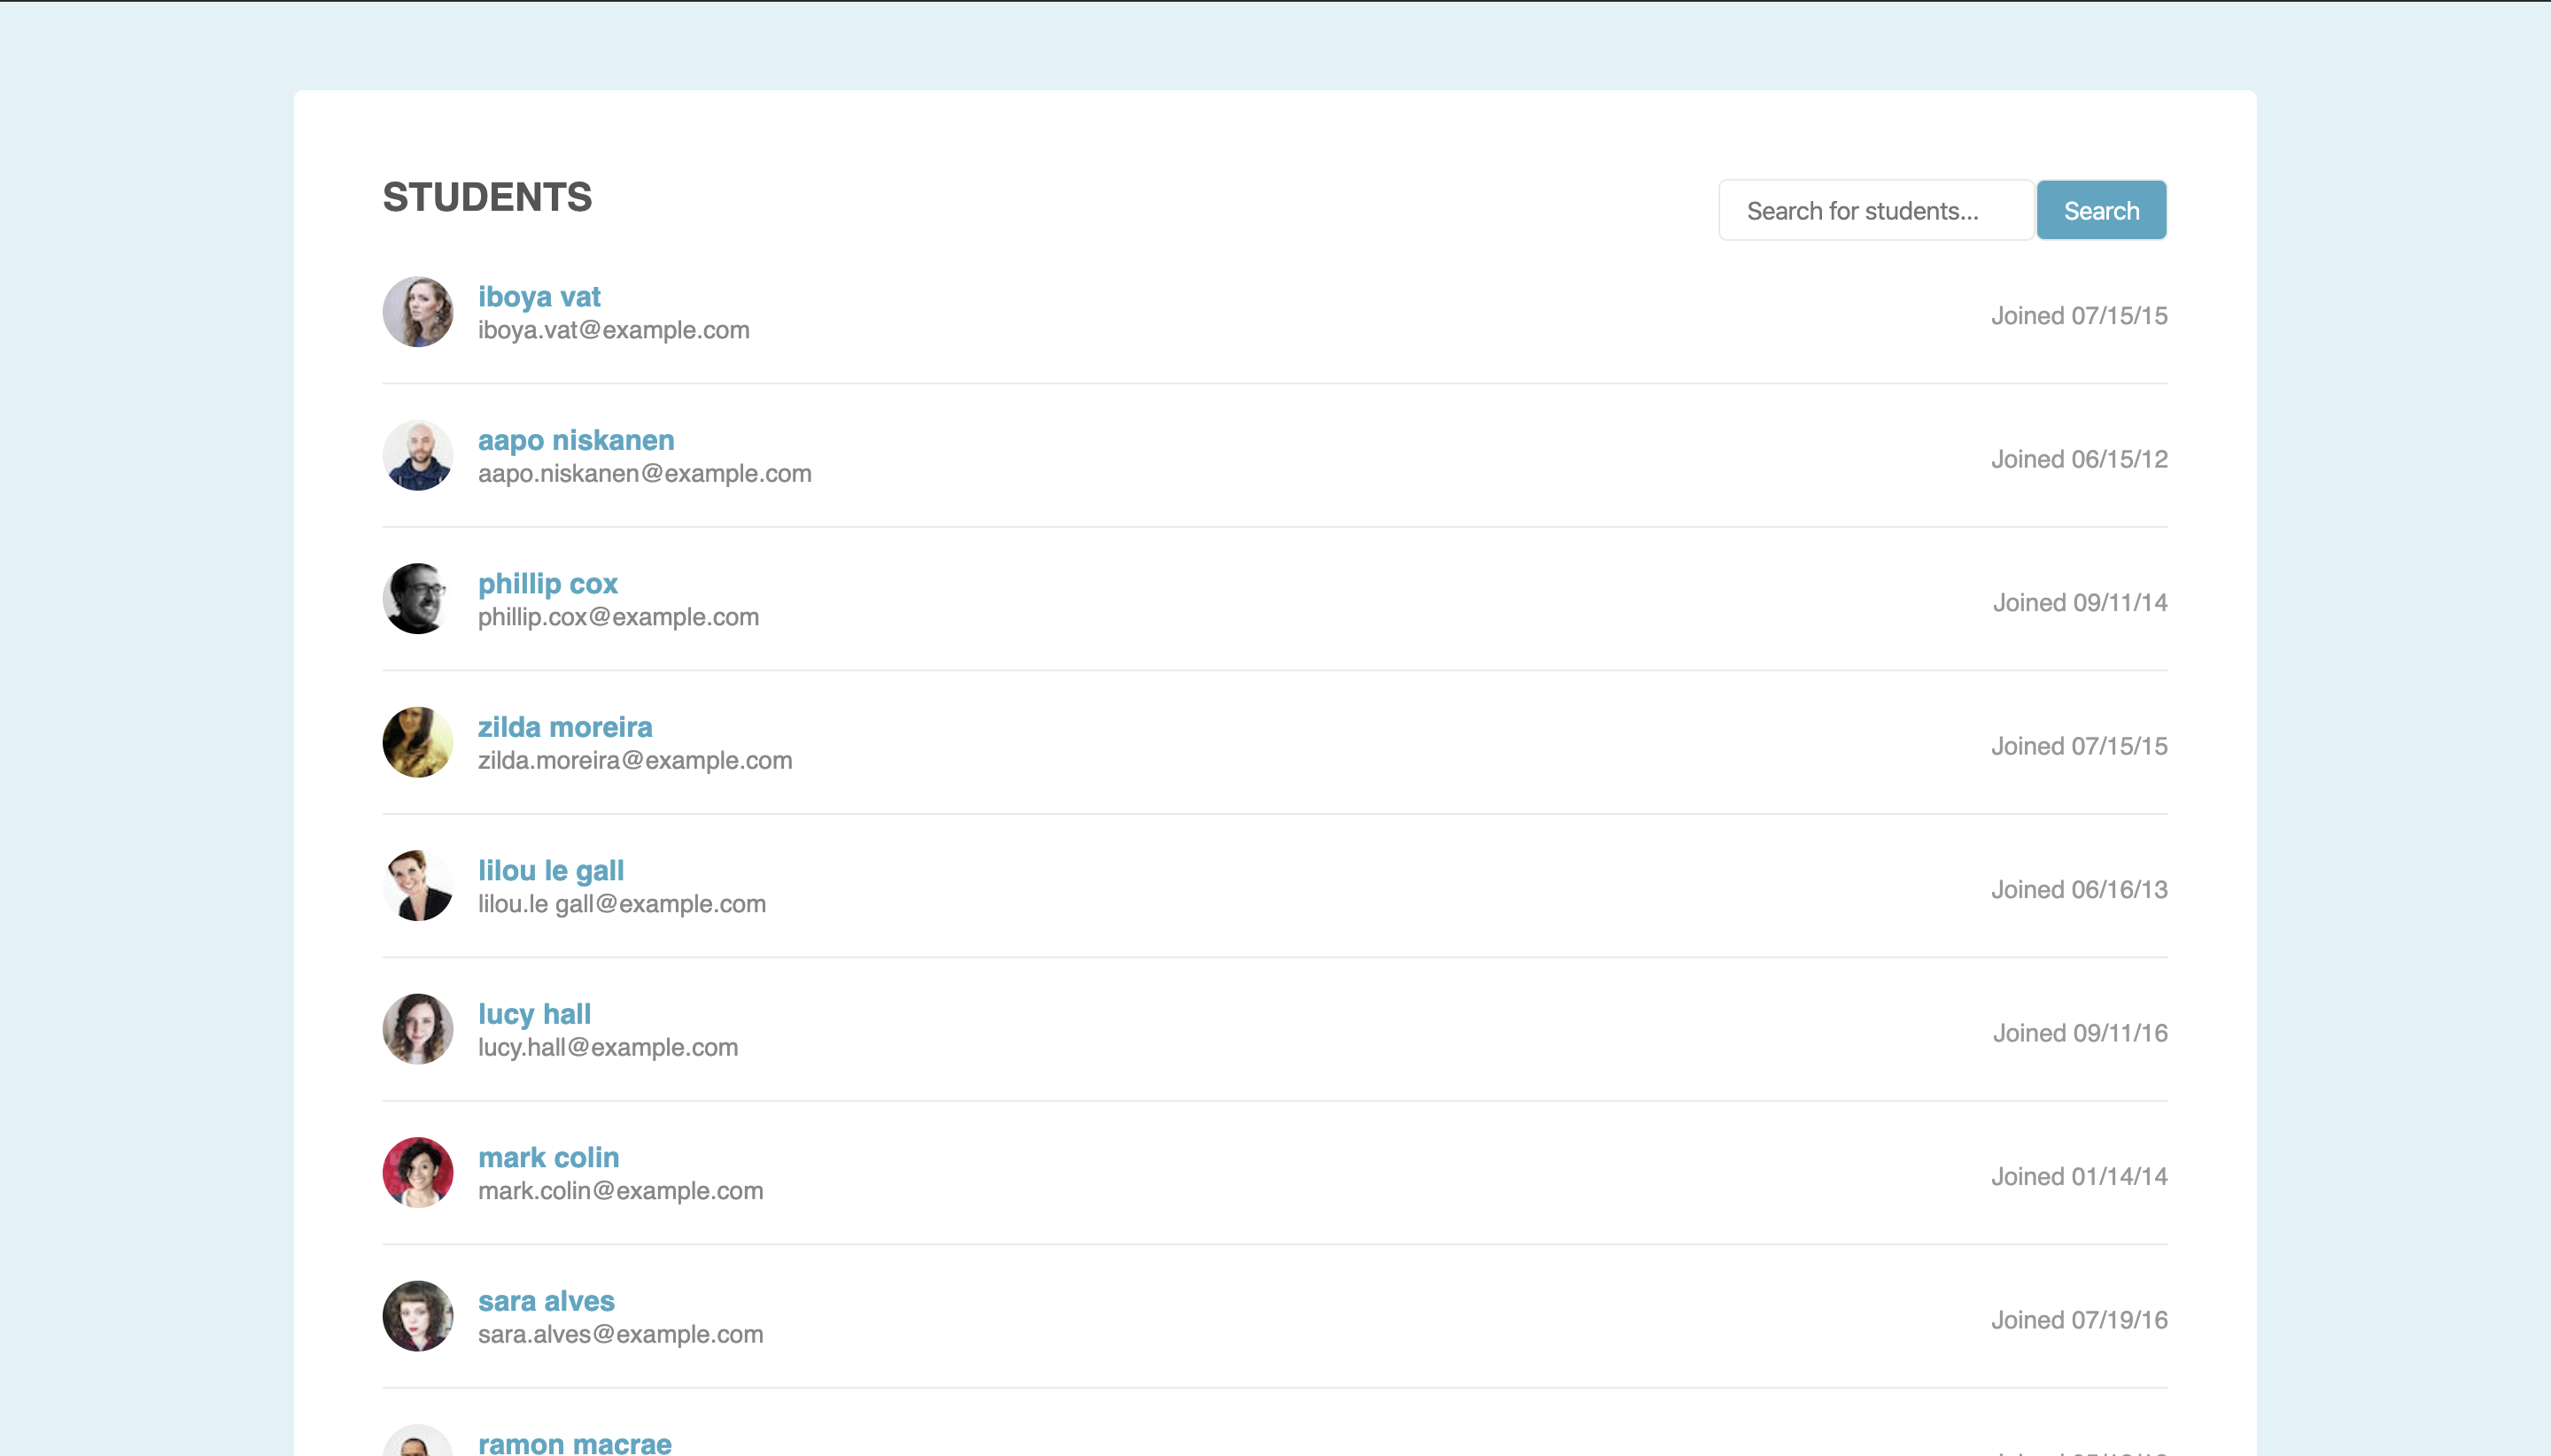 STUDENTS
Search for students...
Search
iboya vat
iboya.vat@example.com
Joined 07/15/15
aapo niskanen
aapo.niskanen@example.com
Joined 06/15/12
phillip cox
phillip.cox@example.com
Joined 09/11/14
zilda moreira
zilda.moreira@example.com
Joined 07/15/15
lilou le gall
lilou.le gall@example.com
Joined 06/16/13
lucy hall
lucy.hall@example.com
Joined 09/11/16
mark colin
mark.colin@example.com
Joined 01/14/14
sara alves
sara.alves@example.com
Joined 07/19/16
ramon macrae